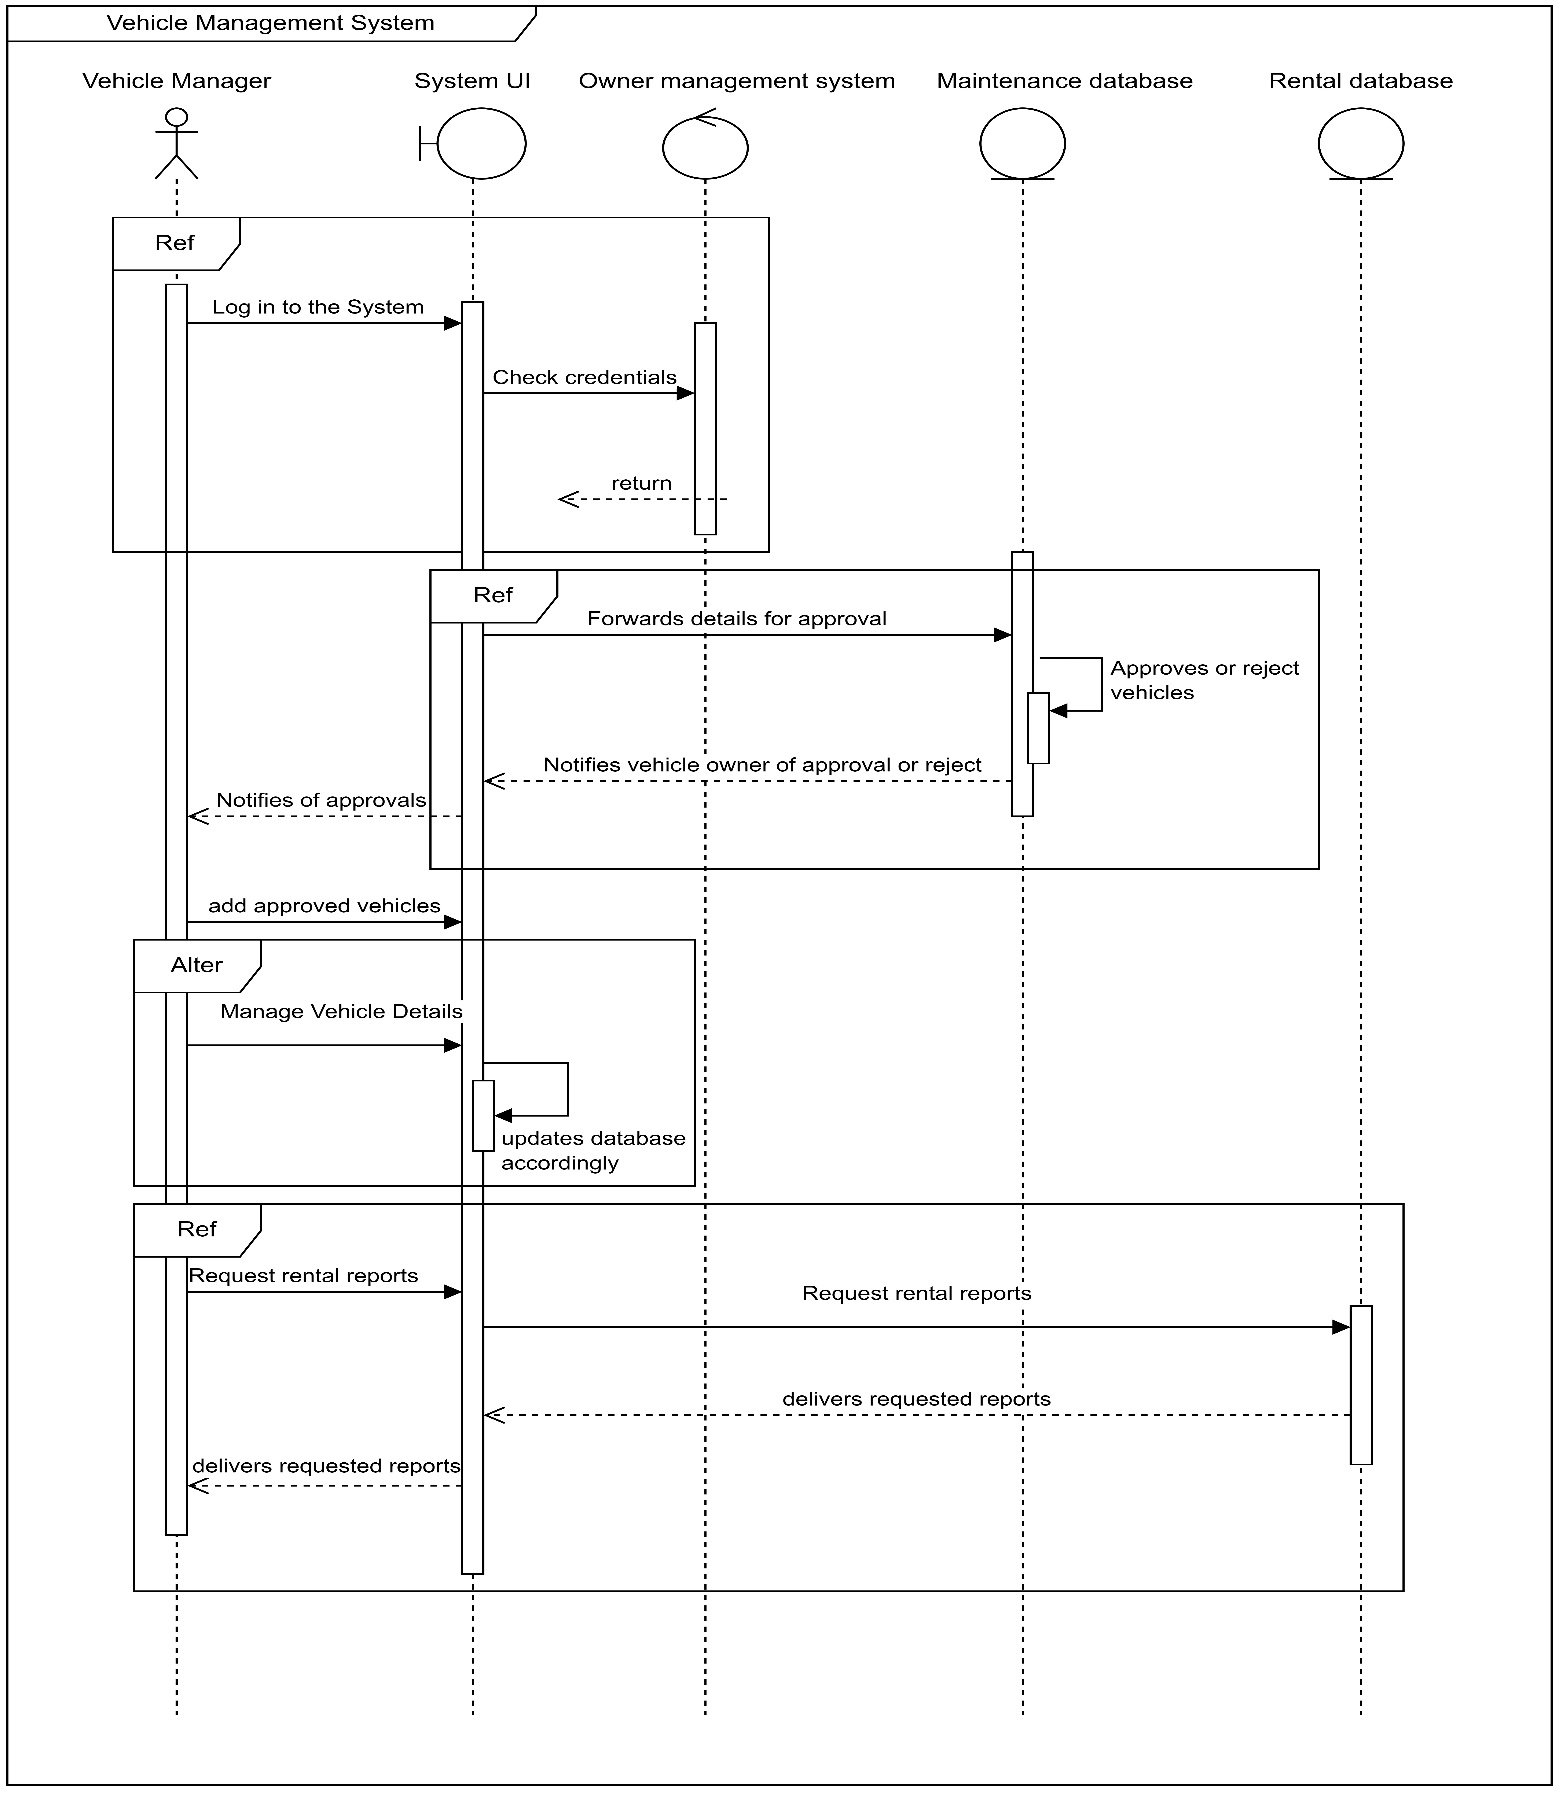 Vehicle Management System
Vehicle Manager
System UI
Owner management system
Maintenance database
Rental database
Ref
Log in to the System
Check credentials
return
Ref
Forwards details for approval
Approves or reject
vehicles
Notifies vehicle owner of approval or reject
Notifies of approvals
add approved vehicles
Alter
Manage Vehicle Details
updates database
accordingly
Ref
Request rental reports
Request rental reports
delivers requested reports
delivers requested reports